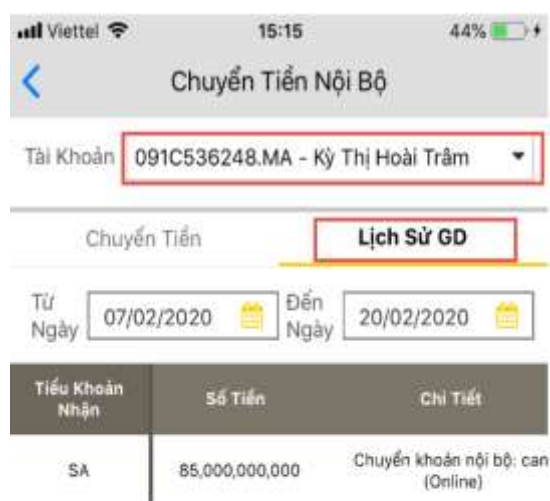 Viettel 15:15 44%
Chuyển Tiền Nội Bộ
Tài Khoản 091C536248.MA - Kỳ Thị Hoài Trâm
Chuyển Tiền Lịch Sử GD
Từ Ngày 07/02/2020 Đến Ngày 20/02/2020
Tiểu Khoản Nhận Số Tiền Chi Tiết
SA 85,000,000,000 Chuyển khoản nội bộ: can
(Online)